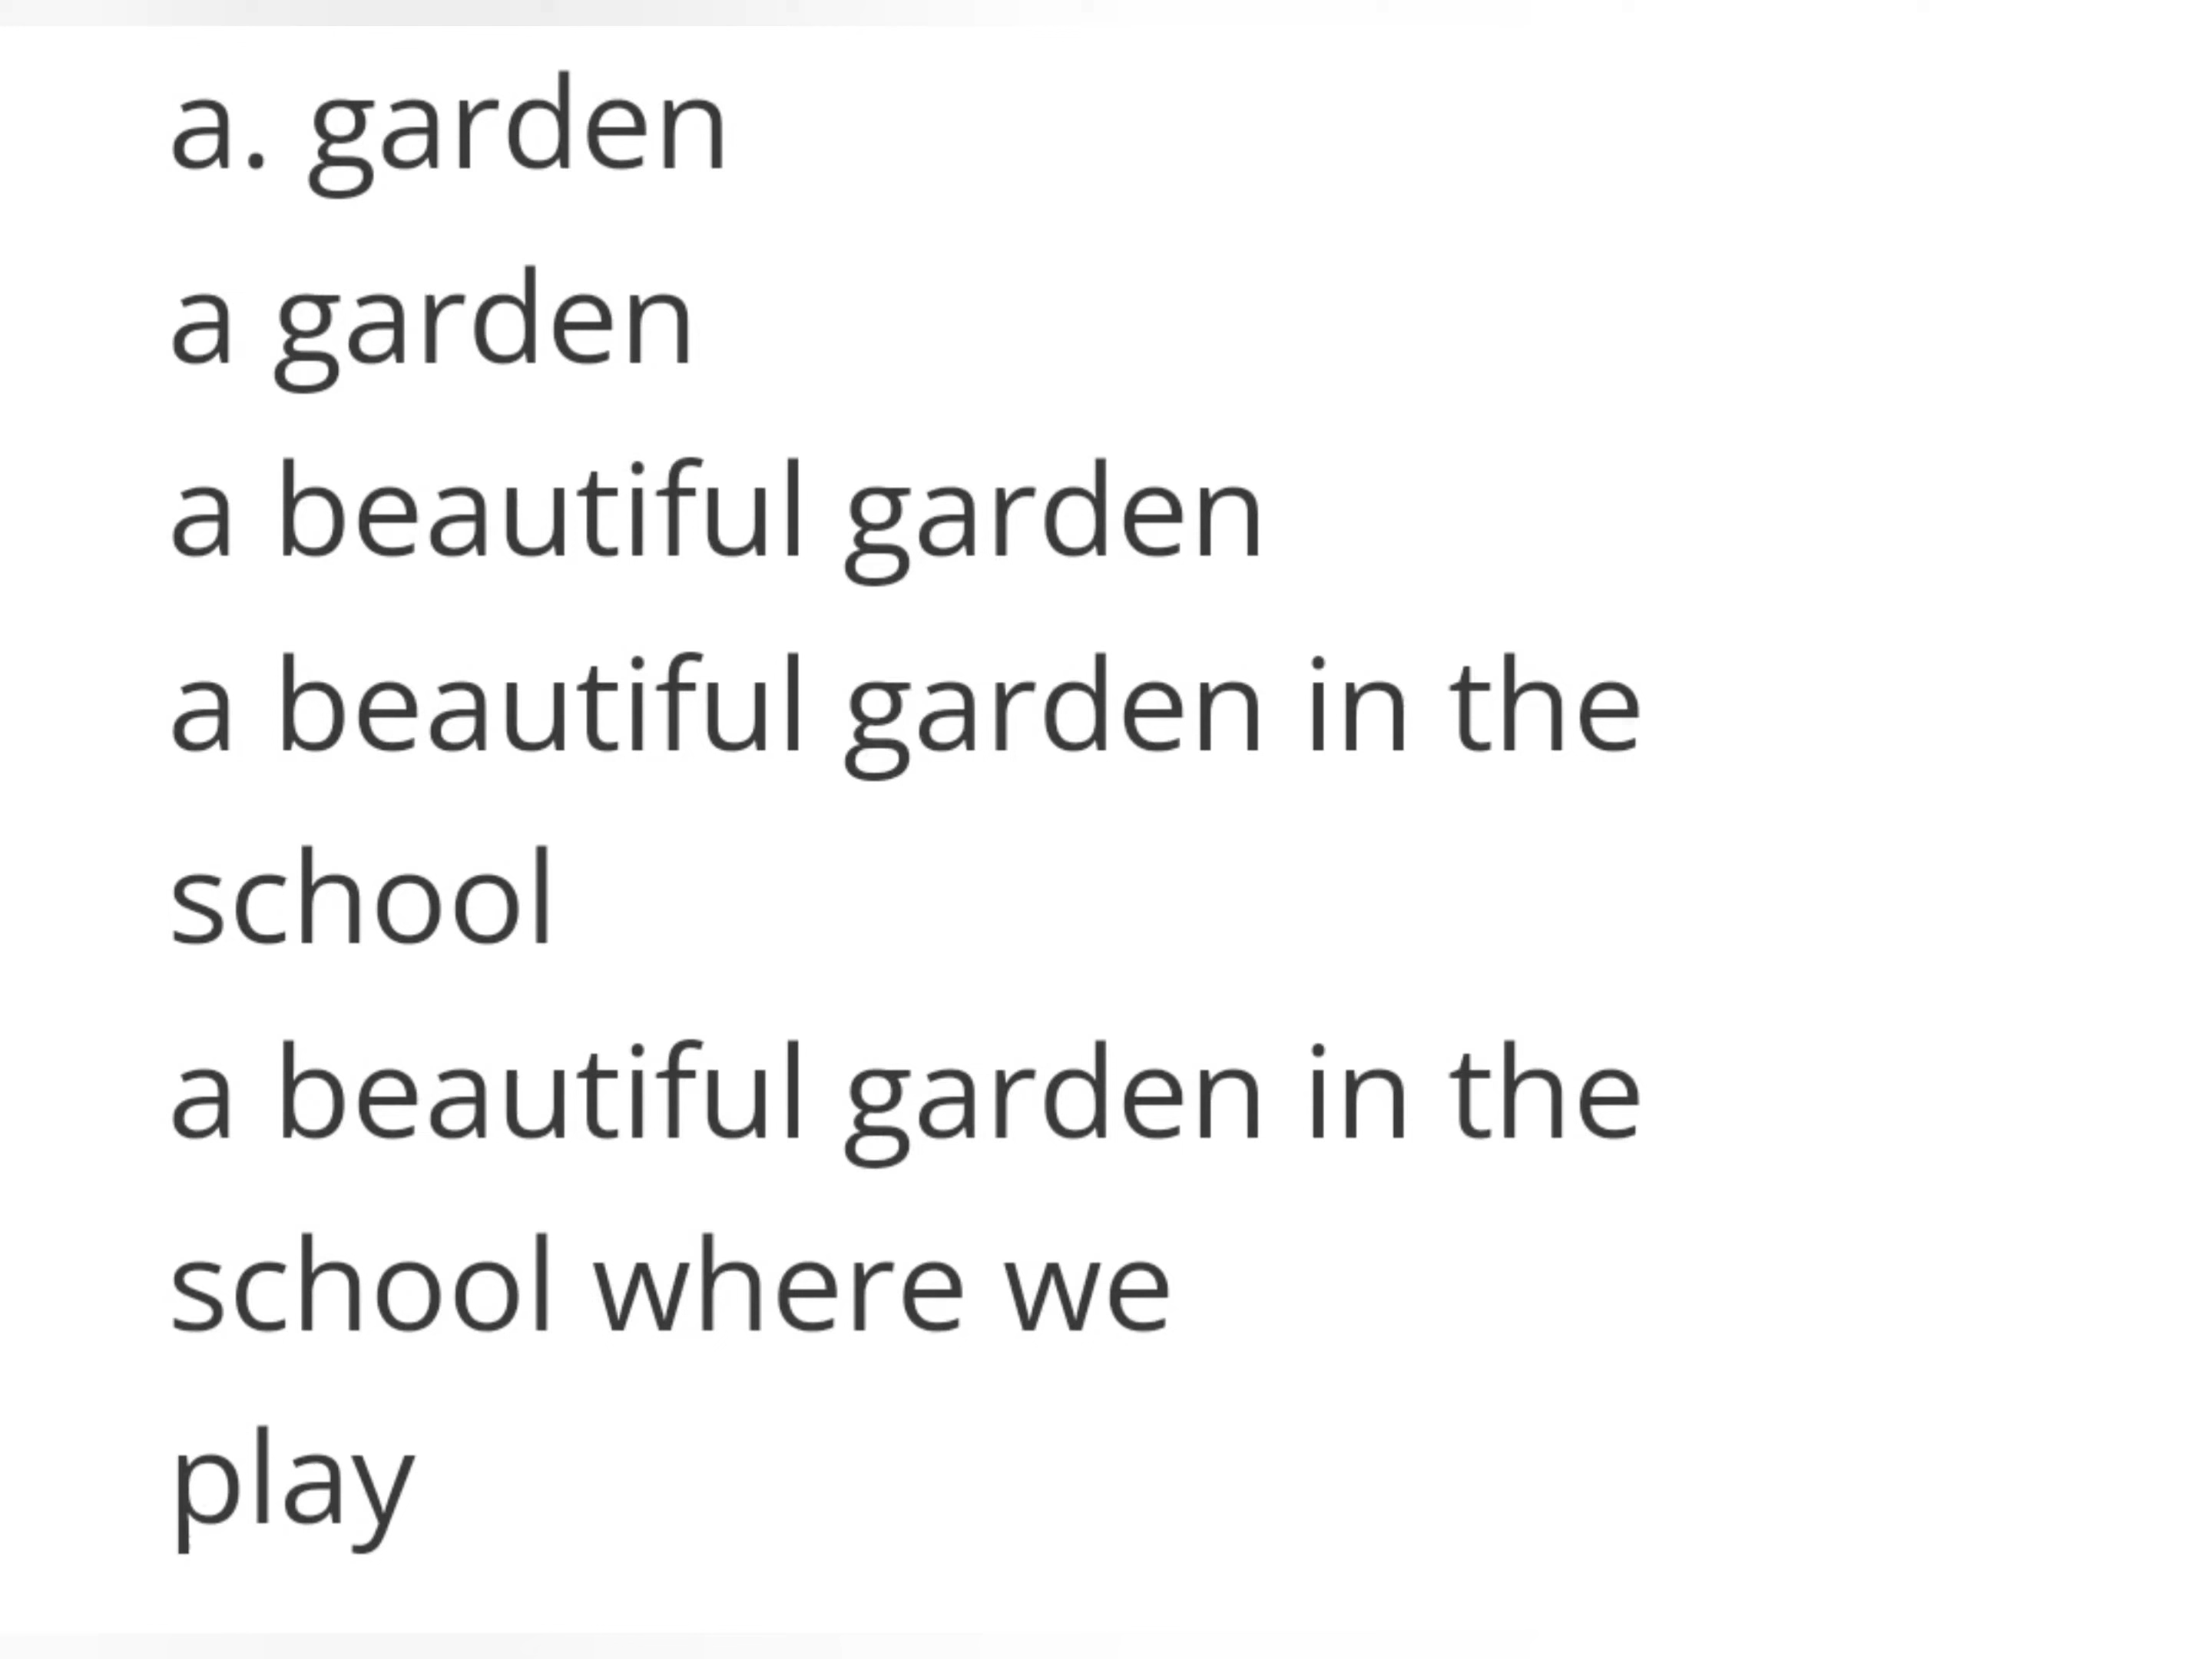 a. garden
a garden
a beautiful garden
a beautiful garden in the
school
a beautiful garden in the
school where we
play